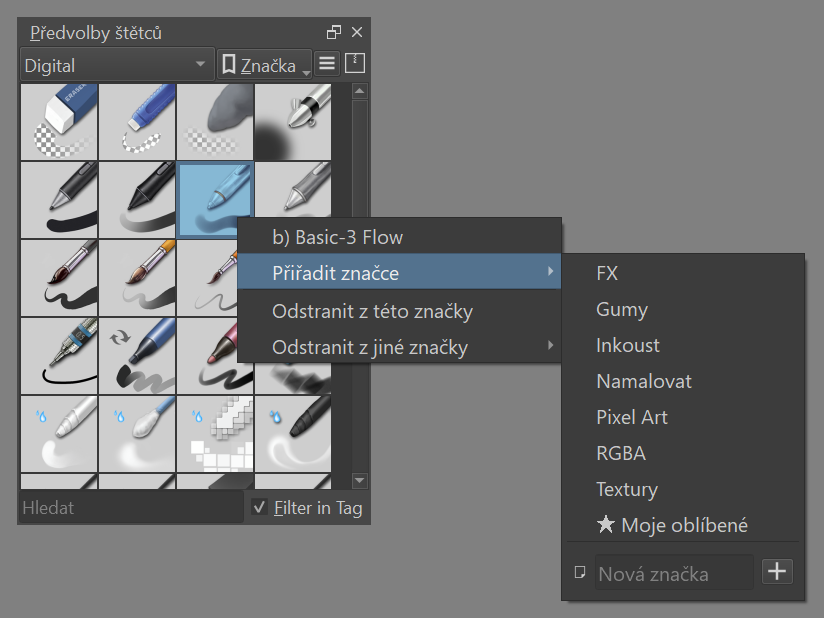 Předvolby štětců
Digital
Značka
ERASER
b) Basic-3 Flow
Přiřadit značce
Odstranit z této značky
Odstranit z jiné značky
FX
Gumy
Inkoust
Namalovat
Pixel Art
RGBA
Textury
Moje oblíbené
Nová značka
Hledat
Filter in Tag